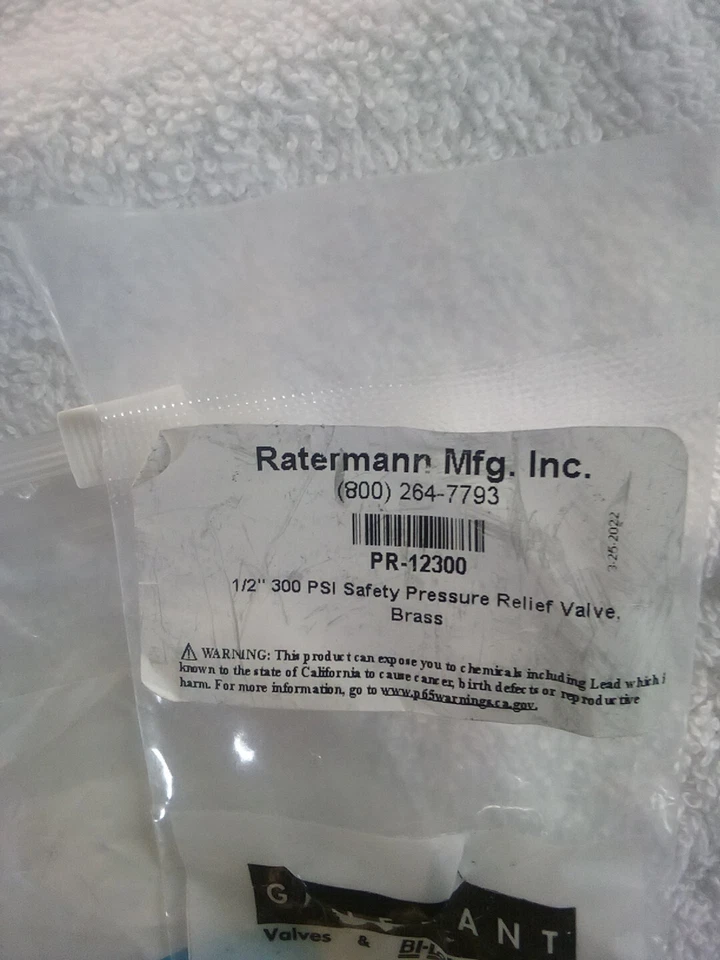 Ratermann Mfg. Inc.
(800) 264-7793
3-25-2022
PR-12300
1/2" 300 PSI Safety Pressure Relief Valve,
Brass
⚠ WARNING: This product can expose you to chemicals including Lead which i
known to the state of California to cause cancer, birth defects or reproductive
harm. For more information, go to www.p65warnings.ca.gov.
ANT
Valves &